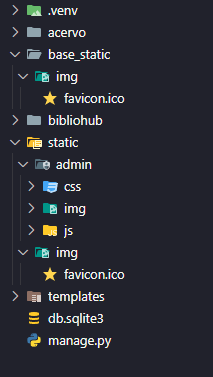 .venv
acervo
base_static
img
favicon.ico
bibliohub
static
admin
css
img
js
img
favicon.ico
templates
db.sqlite3
manage.py